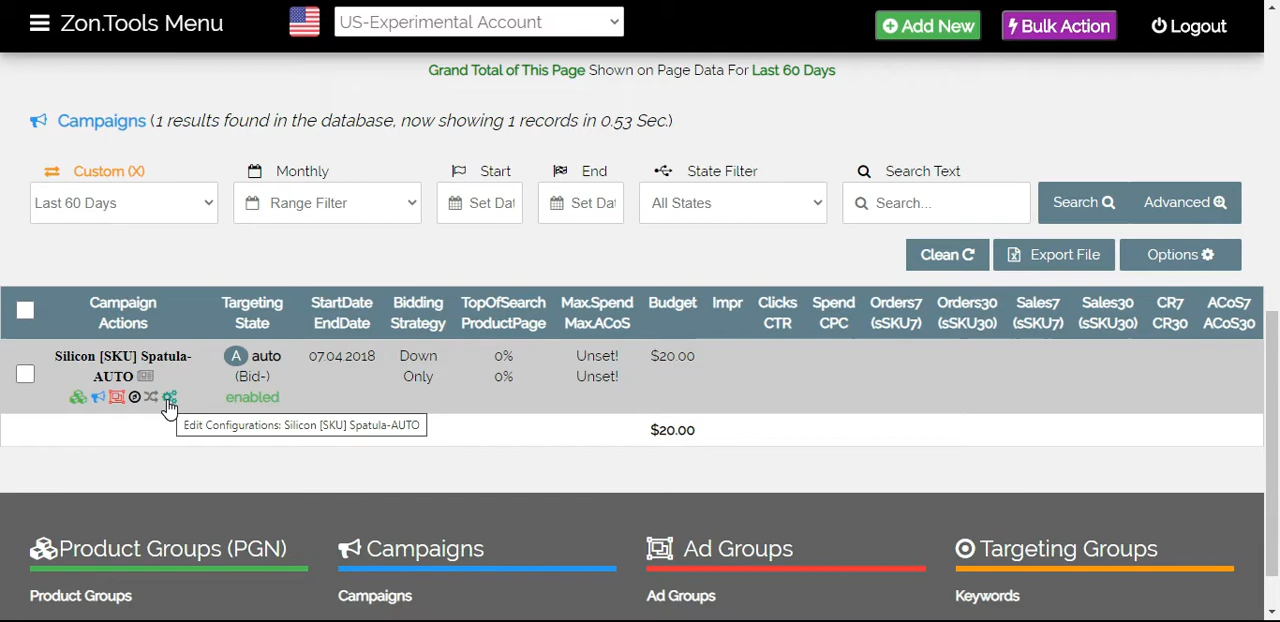 Zon.Tools Menu
US-Experimental Account
Add New
Bulk Action
Logout
Grand Total of This Page Shown on Page Data For Last 60 Days
Campaigns (1 results found in the database, now showing 1 records in 0.53 Sec.)
Custom (X)
Monthly
Start
End
State Filter
Search Text
Last 60 Days
Range Filter
Set Dat
Set Dat
All States
Search...
Search
Advanced
Clean
Export File
Options
Campaign
Actions
Targeting
State
StartDate
EndDate
Bidding
Strategy
TopOfSearch
ProductPage
Max.Spend
Max.ACoS
Budget
Impr
Clicks
CTR
Spend
CPC
Orders7
(sSKU7)
Orders30
(sSKU30)
Sales7
(sSKU7)
Sales30
(sSKU30)
CR7
CR30
ACoS7
ACoS30
Silicon [SKU] Spatula-
AUTO
A auto
(Bid-)
enabled
07.04.2018
Down
Only
0%
0%
Unset!
Unset!
$20.00
Edit Configurations: Silicon [SKU] Spatula-AUTO
$20.00
Product Groups (PGN)
Campaigns
Ad Groups
Targeting Groups
Product Groups
Campaigns
Ad Groups
Keywords